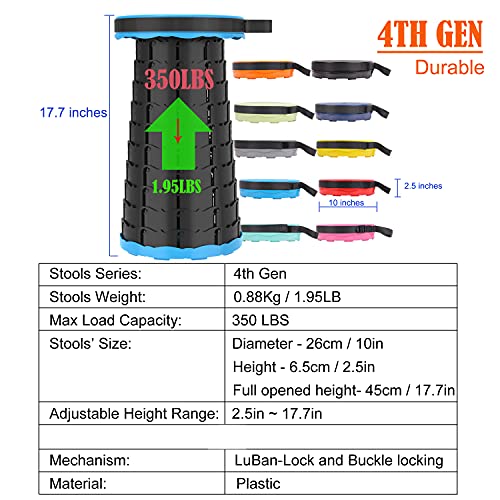 4TH GEN
Durable
350LBS
17.7 inches
1.95LBS
2.5 inches
10 inches
Stools Series: 4th Gen
Stools Weight: 0.88Kg / 1.95LB
Max Load Capacity: 350 LBS
Stools' Size: Diameter - 26cm / 10in
Height - 6.5cm / 2.5in
Full opened height- 45cm / 17.7in
Adjustable Height Range: 2.5in ~ 17.7in
Mechanism: LuBan-Lock and Buckle locking
Material: Plastic